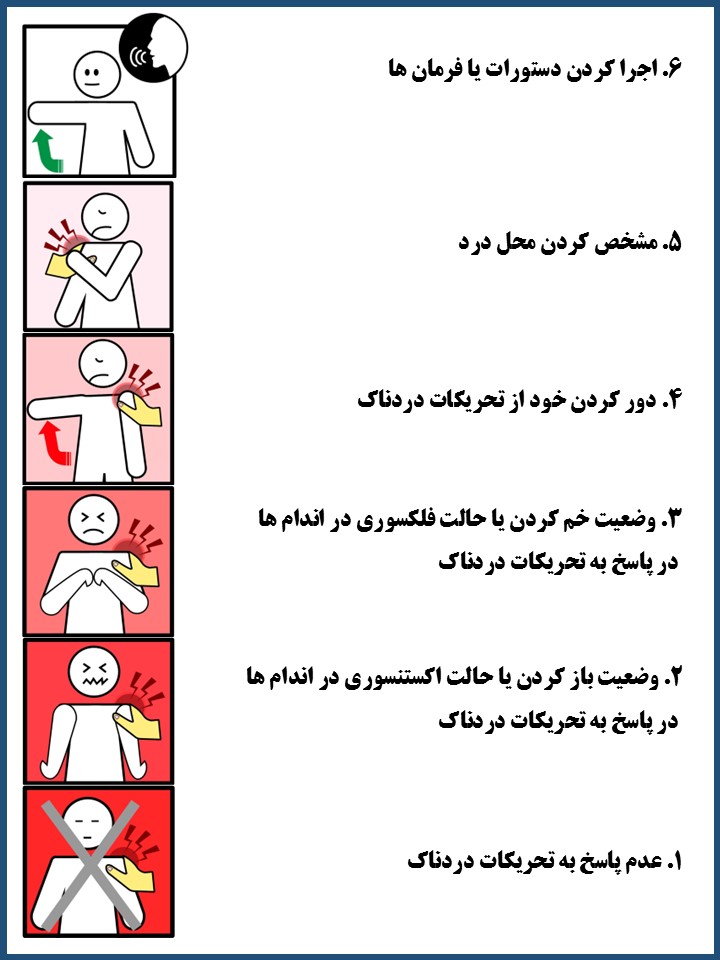 ۶. اجرا کردن دستورات یا فرمان ها
۵. مشخص کردن محل درد
۴. دور کردن خود از تحریکات دردناک
۳. وضعیت خم کردن یا حالت فلکسوری در اندام ها
در پاسخ به تحریکات دردناک
۲. وضعیت باز کردن یا حالت اکستنسوری در اندام ها
در پاسخ به تحریکات دردناک
۱. عدم پاسخ به تحریکات دردناک